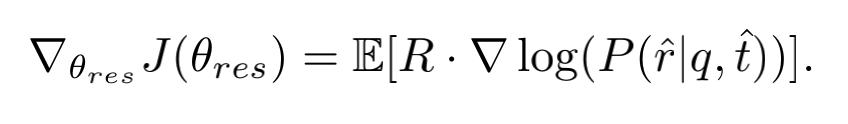 ∇_{θ_{res}} J(θ_{res}) = 𝔼[R · ∇ log(P(r̂|q, t̂))].